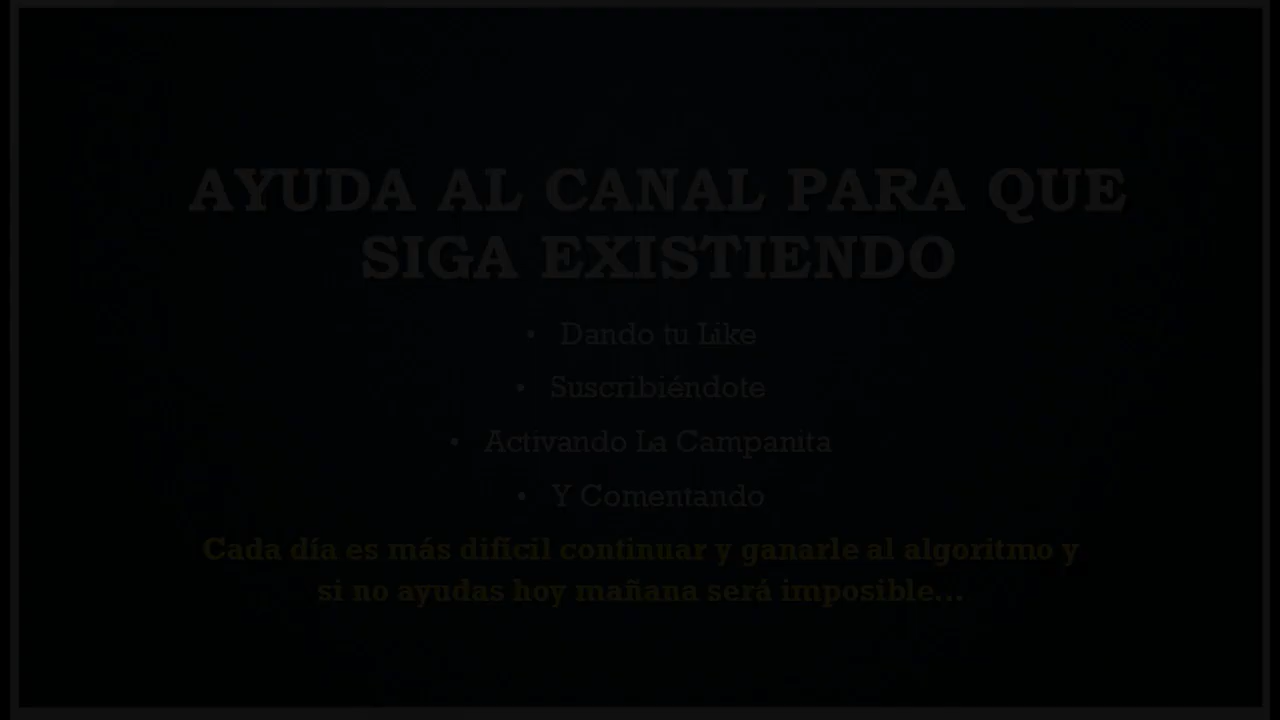 AYUDA AL CANAL PARA QUE
SIGA EXISTIENDO
• Dando tu Like
• Suscribiéndote
• Activando La Campanita
• Y Comentando
Cada día es más difícil continuar y ganarle al algoritmo y
si no ayudas hoy mañana será imposible...